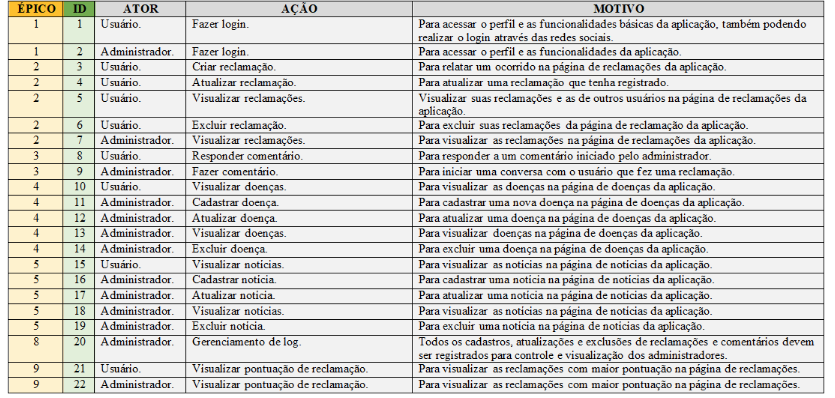 ÉPICO ID ATOR AÇÃO MOTIVO
1 1 Usuário. Fazer login. Para acessar o perfil e as funcionalidades básicas da aplicação, também podendo
realizar o login através das redes sociais.
1 2 Administrador. Fazer login. Para acessar o perfil e as funcionalidades da aplicação.
2 3 Usuário. Criar reclamação. Para relatar um ocorrido na página de reclamações da aplicação.
2 4 Usuário. Atualizar reclamação. Para atualizar uma reclamação que tenha registrado.
2 5 Usuário. Visualizar reclamações. Visualizar suas reclamações e as de outros usuários na página de reclamações da
aplicação.
2 6 Usuário. Excluir reclamação. Para excluir suas reclamações da página de reclamação da aplicação.
2 7 Administrador. Visualizar reclamações. Para visualizar as reclamações na página de reclamações da aplicação.
3 8 Usuário. Responder comentário. Para responder a um comentário iniciado pelo administrador.
3 9 Administrador. Fazer comentário. Para iniciar uma conversa com o usuário que fez uma reclamação.
4 10 Usuário. Visualizar doenças. Para visualizar as doenças na página de doenças da aplicação.
4 11 Administrador. Cadastrar doença. Para cadastrar uma nova doença na página de doenças da aplicação.
4 12 Administrador. Atualizar doença. Para atualizar uma doença na página de doenças da aplicação.
4 13 Administrador. Visualizar doenças. Para visualizar doenças na página de doenças da aplicação.
4 14 Administrador. Excluir doença. Para excluir uma doença na página de doenças da aplicação.
5 15 Usuário. Visualizar noticias. Para visualizar as noticias na página de noticias da aplicação.
5 16 Administrador. Cadastrar noticia. Para cadastrar uma noticia na página de noticias da aplicação.
5 17 Administrador. Atualizar noticia. Para atualizar uma noticia na página de noticias da aplicação.
5 18 Administrador. Visualizar noticias. Para visualizar as noticias na página de noticias da aplicação.
5 19 Administrador. Excluir noticia. Para excluir uma noticia na página de noticias da aplicação.
8 20 Administrador. Gerenciamento de log. Todos os cadastros, atualizações e exclusões de reclamações e comentários devem
ser registrados para controle e visualização dos administradores.
9 21 Usuário. Visualizar pontuação de reclamação. Para visualizar as reclamações com maior pontuação na página de reclamações.
9 22 Administrador. Visualizar pontuação de reclamação. Para visualizar as reclamações com maior pontuação na página de reclamações.